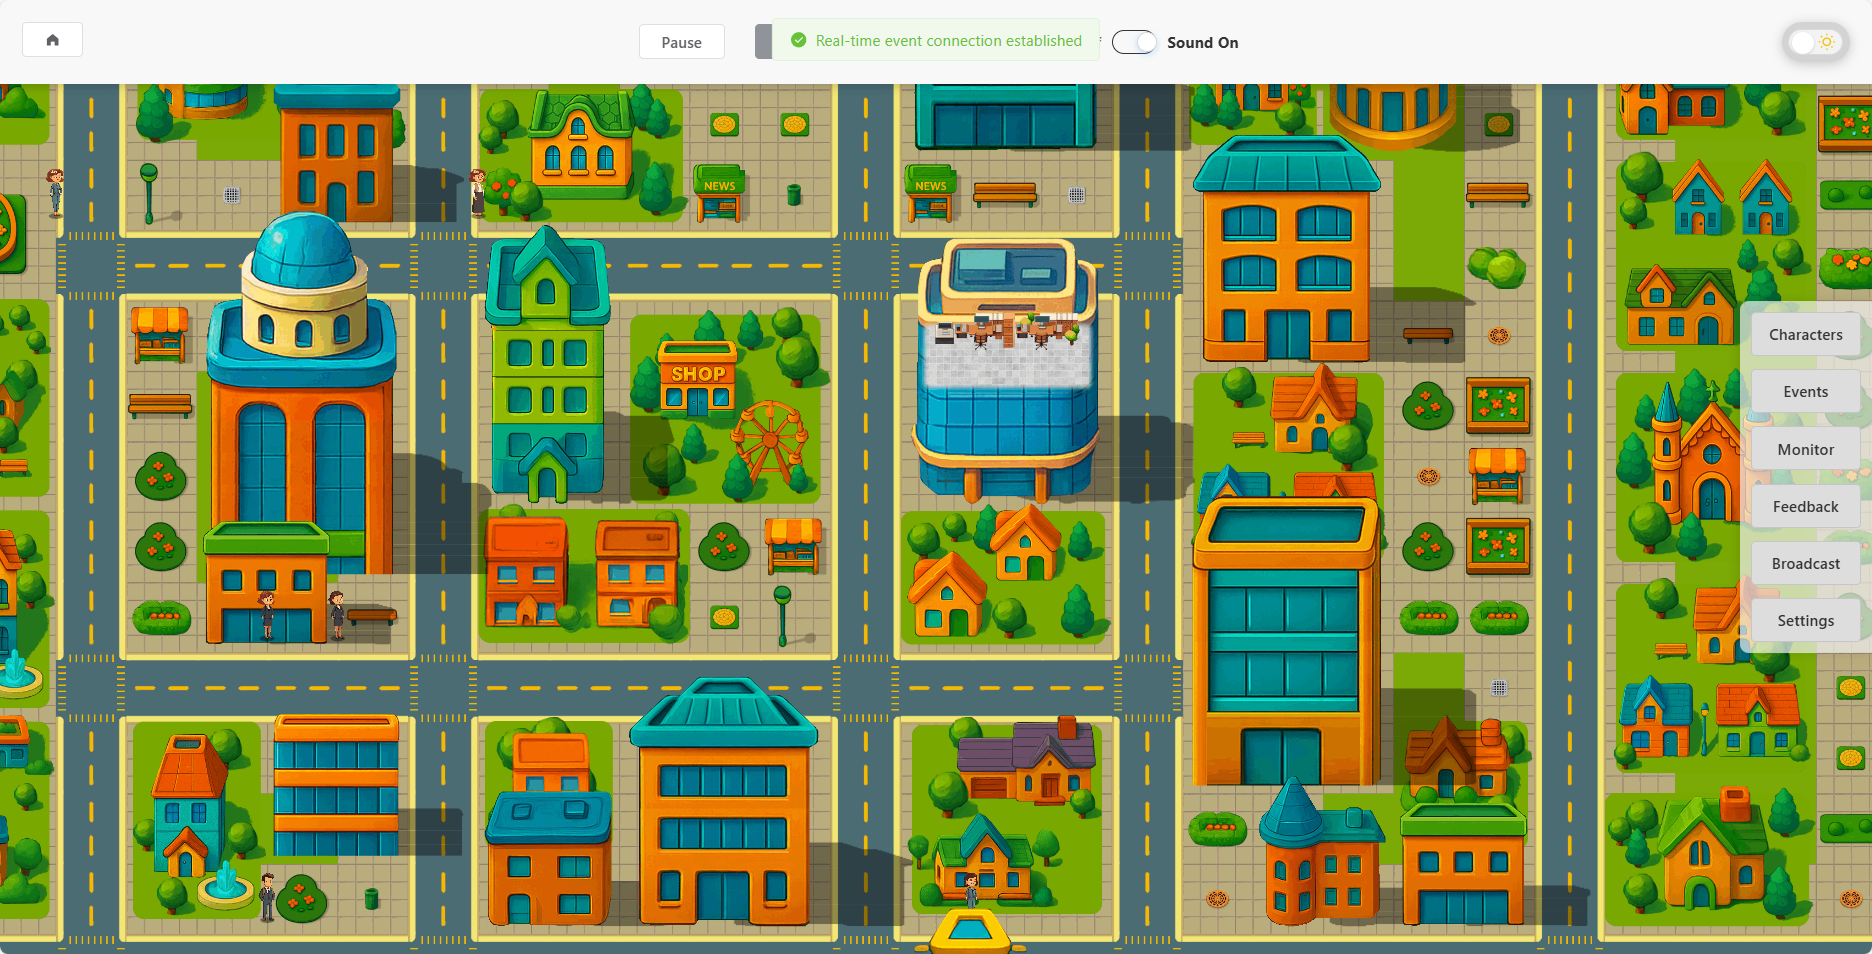 Pause
Real-time event connection established
Sound On
NEWS
NEWS
SHOP
Characters
Events
Monitor
Feedback
Broadcast
Settings